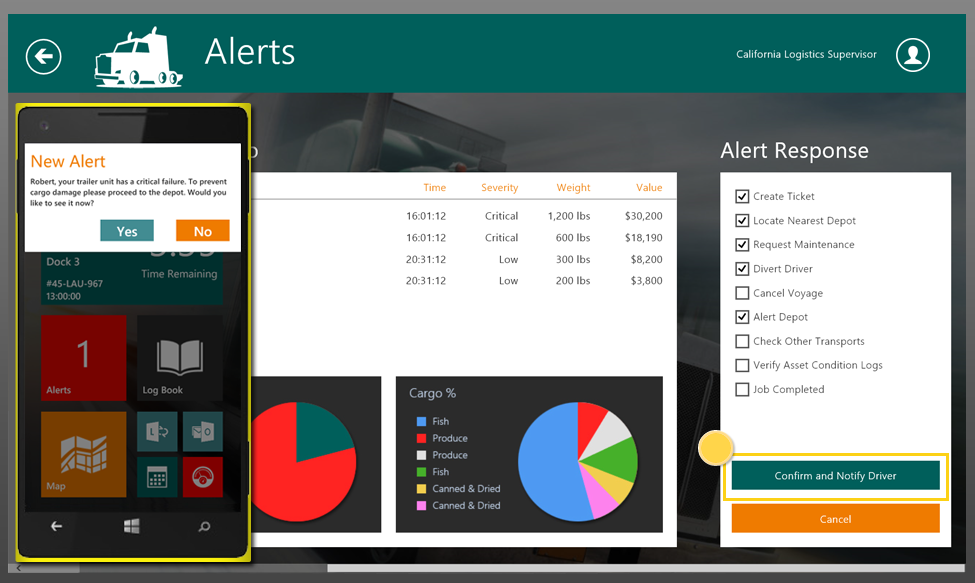 Alerts
California Logistics Supervisor
New Alert
Robert, your trailer unit has a critical failure. To prevent
cargo damage please proceed to the depot. Would you
like to see it now?
Yes No
Dock 3
Time Remaining
#45-LAU-967
13:00:00
1
Alerts
Log Book
Map
Time Severity Weight Value
16:01:12 Critical 1,200 lbs $30,200
16:01:12 Critical 600 lbs $18,190
20:31:12 Low 300 lbs $8,200
20:31:12 Low 200 lbs $3,800
Cargo %
Fish
Produce
Produce
Fish
Canned & Dried
Canned & Dried
Alert Response
Create Ticket
Locate Nearest Depot
Request Maintenance
Divert Driver
Cancel Voyage
Alert Depot
Check Other Transports
Verify Asset Condition Logs
Job Completed
Confirm and Notify Driver
Cancel